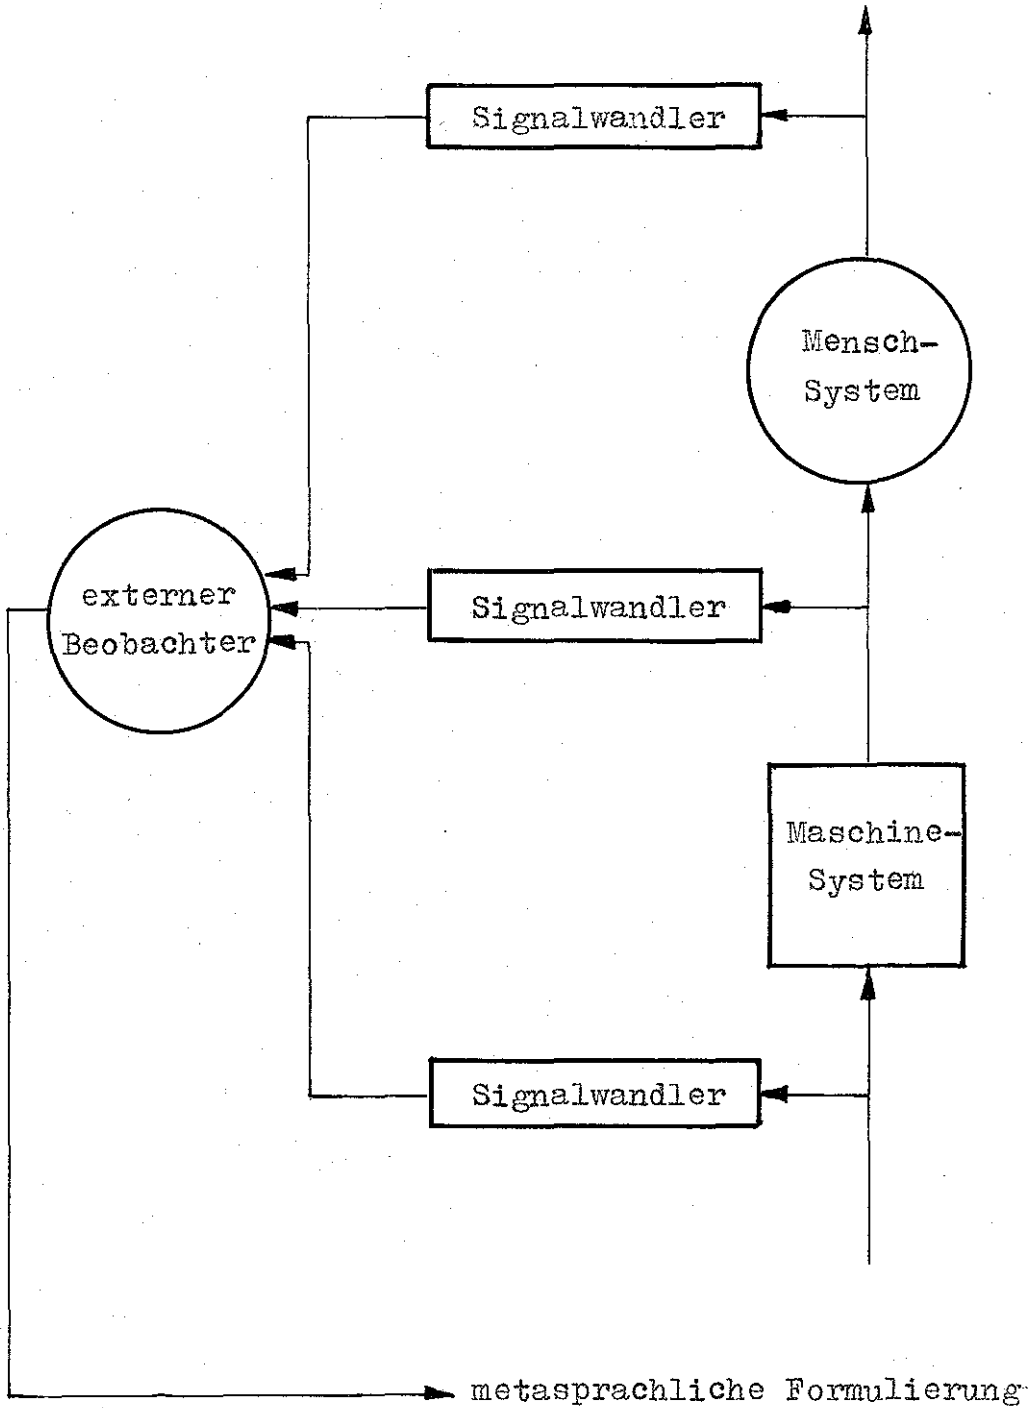 Signalwandler
Mensch-
System
externer
Beobachter
Signalwandler
Maschine-
System
Signalwandler
metasprachliche Formulierung